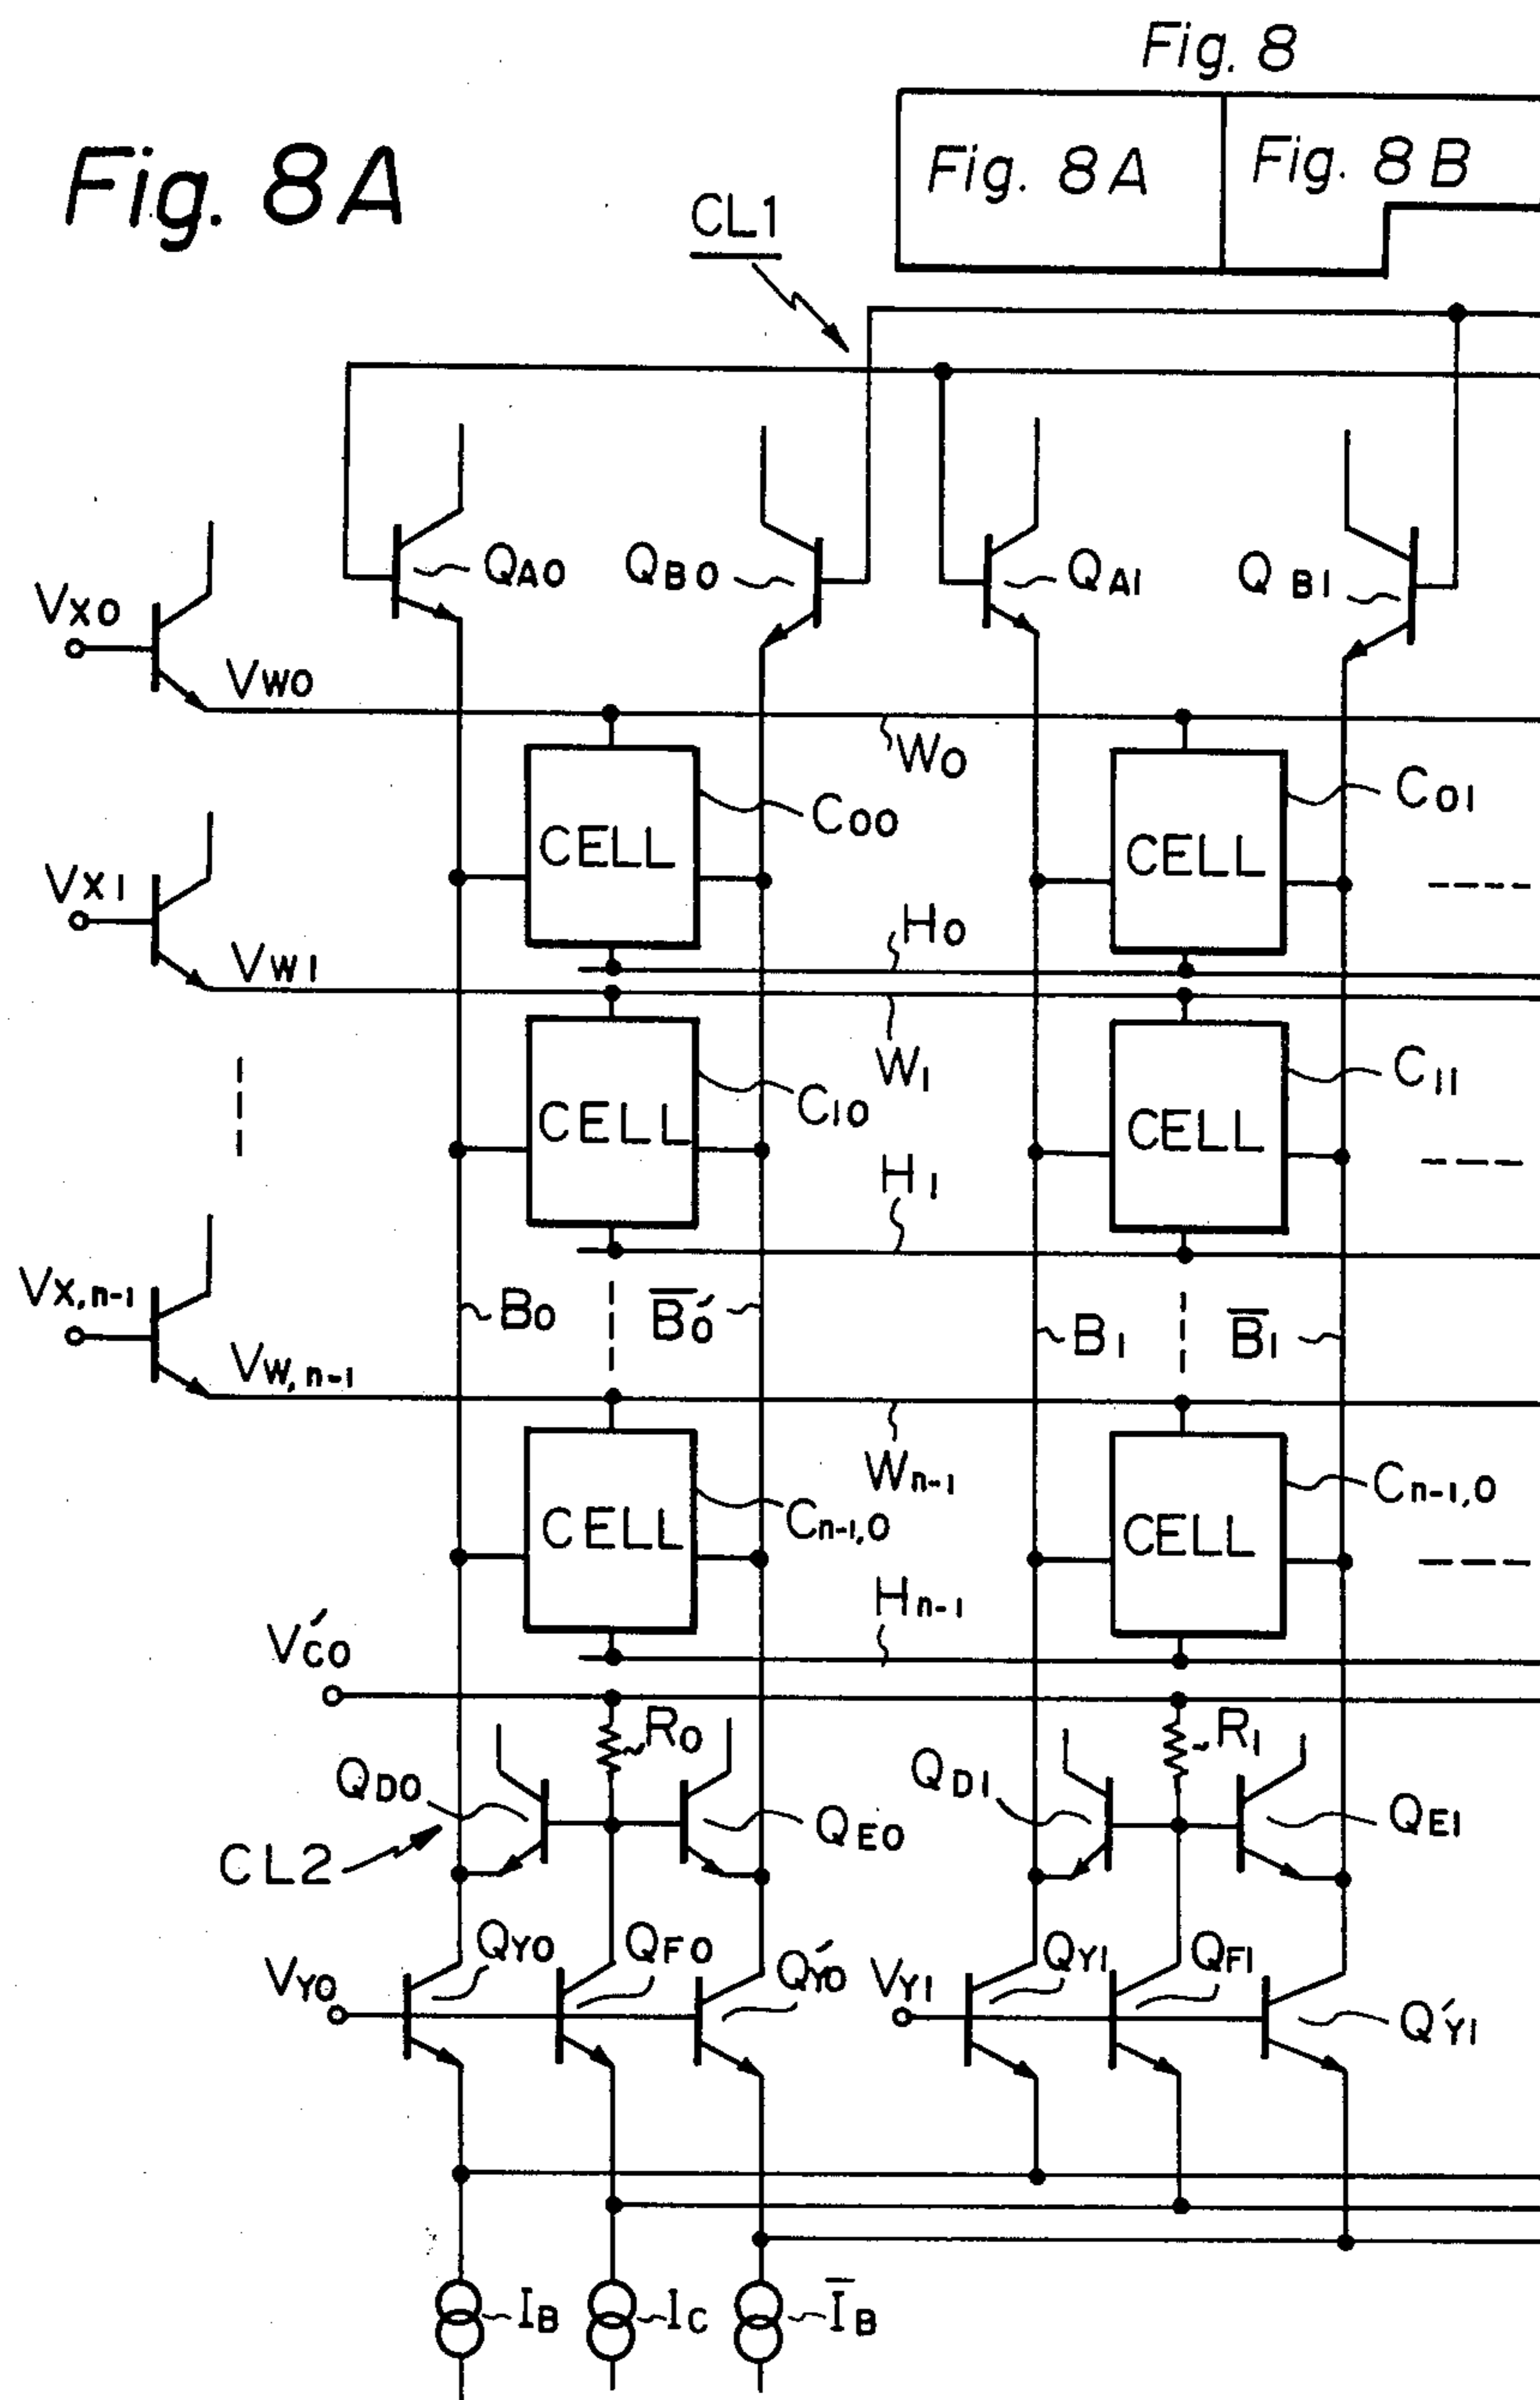 Fig. 8
Fig. 8A
Fig. 8A
Fig. 8B
CL1
QA0
QB0
QA1
QB1
VX0
VW0
W0
CELL
C00
CELL
C01
VX1
VW1
H0
W1
CELL
C10
CELL
C11
H1
VX,n-1
B0
B̅0́
B1
B̅1
VW,n-1
Wn-1
CELL
Cn-1,0
CELL
Cn-1,0
Hn-1
V′C0
R0
R1
QD0
QE0
QD1
QE1
CL2
QY0
QF0
Q′Y0
QY1
QF1
Q′Y1
VY0
VY1
IB
IC
I̅B